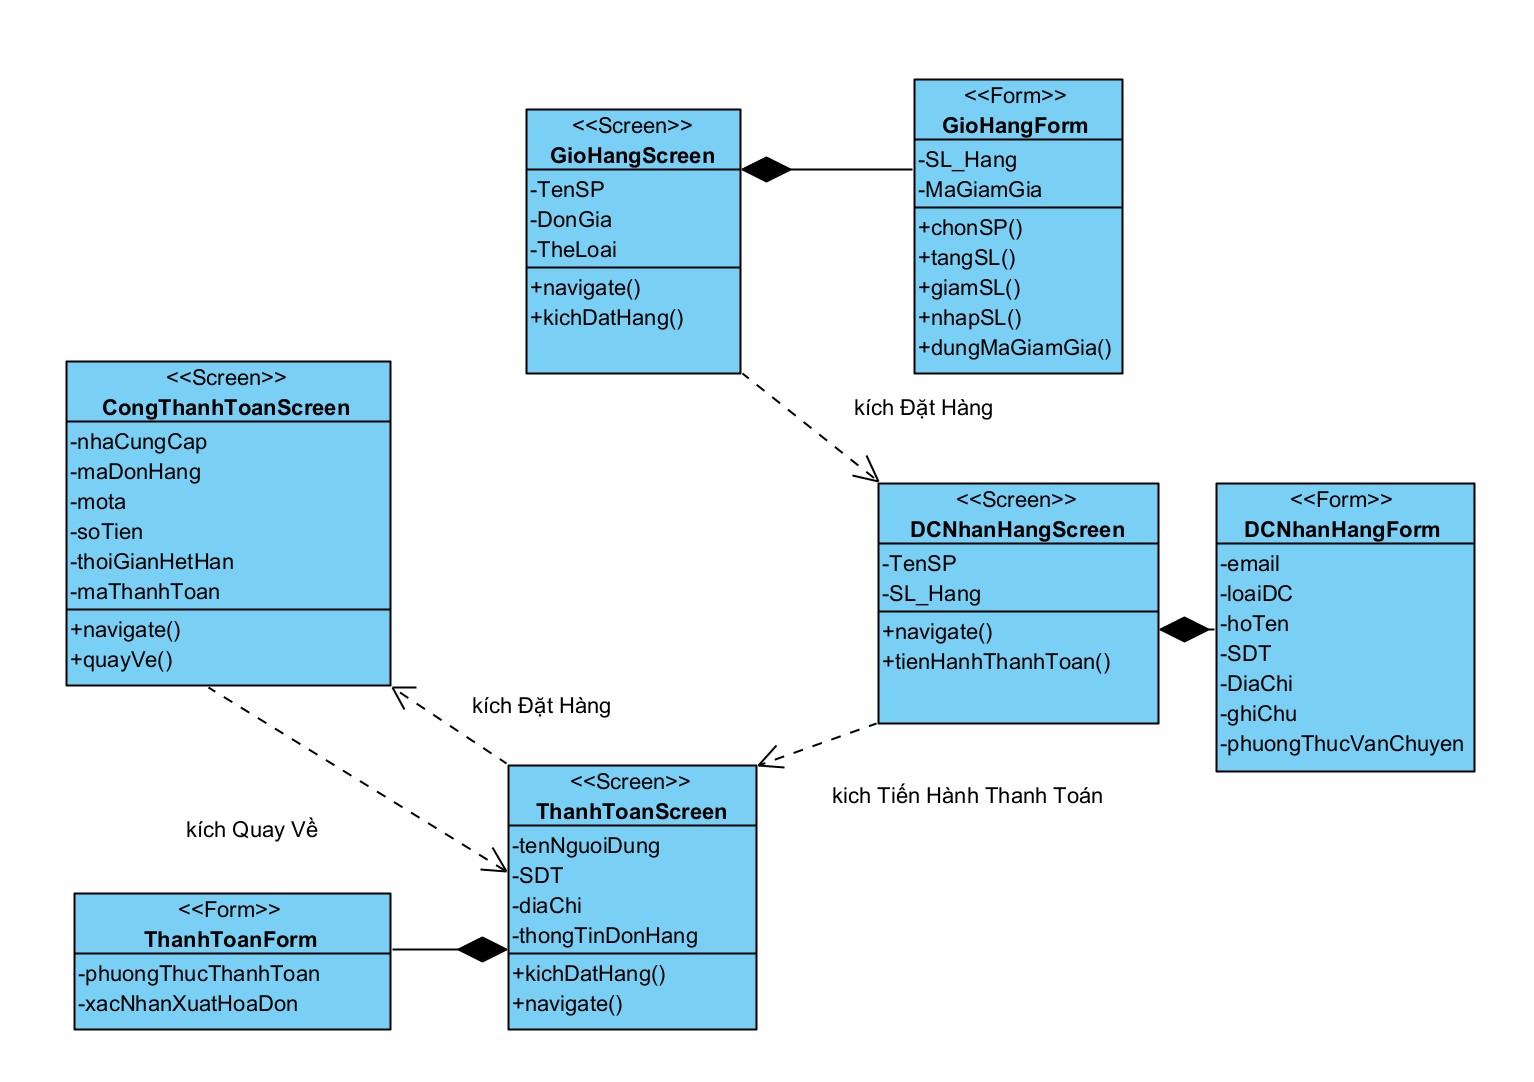 <<Screen>>
GioHangScreen
-TenSP
-DonGia
-TheLoai
+navigate()
+kichDatHang()
<<Form>>
GioHangForm
-SL_Hang
-MaGiamGia
+chonSP()
+tangSL()
+giamSL()
+nhapSL()
+dungMaGiamGia()
kích Đặt Hàng
<<Screen>>
CongThanhToanScreen
-nhaCungCap
-maDonHang
-mota
-soTien
-thoiGianHetHan
-maThanhToan
+navigate()
+quayVe()
<<Screen>>
DCNhanHangScreen
-TenSP
-SL_Hang
+navigate()
+tienHanhThanhToan()
<<Form>>
DCNhanHangForm
-email
-loaiDC
-hoTen
-SDT
-DiaChi
-ghiChu
-phuongThucVanChuyen
kích Đặt Hàng
kich Tiến Hành Thanh Toán
kích Quay Về
<<Screen>>
ThanhToanScreen
-tenNguoiDung
-SDT
-diaChi
-thongTinDonHang
+kichDatHang()
+navigate()
<<Form>>
ThanhToanForm
-phuongThucThanhToan
-xacNhanXuatHoaDon